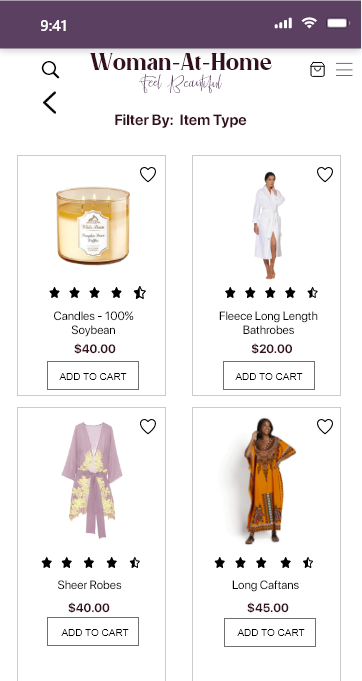 9:41
Woman-At-Home
Feel Beautiful
Filter By: Item Type
White Barn
Candles - 100%
Soybean
$40.00
ADD TO CART
Fleece Long Length
Bathrobes
$20.00
ADD TO CART
Sheer Robes
$40.00
ADD TO CART
Long Caftans
$45.00
ADD TO CART